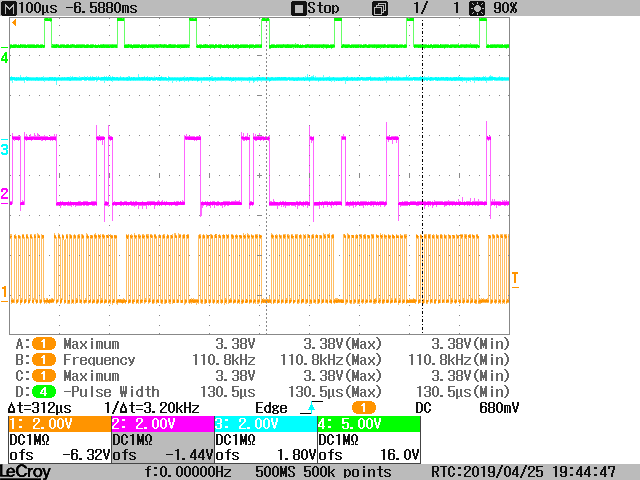 M 100µs -6.5880ms Stop 1/ 1 90%
4
3
2
1
T
A: 1 Maximum 3.38V 3.38V(Max) 3.38V(Min)
B: 1 Frequency 110.8kHz 110.8kHz(Max) 110.8kHz(Min)
C: 1 Maximum 3.38V 3.38V(Max) 3.38V(Min)
D: 4 -Pulse Width 130.5µs 130.5µs(Max) 130.5µs(Min)
Δt=312µs 1/Δt=3.20kHz Edge 1 DC 680mV
1: 2.00V 2: 2.00V 3: 2.00V 4: 5.00V
DC1MΩ DC1MΩ DC1MΩ DC1MΩ
ofs -6.32V ofs -1.44V ofs 1.80V ofs 16.0V
LeCroy f:0.00000Hz 500MS 500k points RTC:2019/04/25 19:44:47